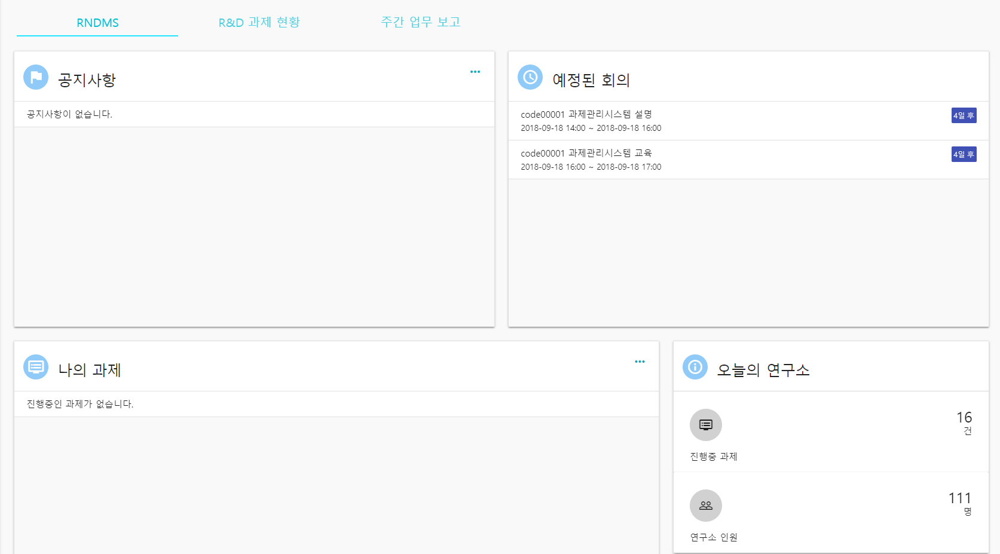 RNDMS
R&D 과제 현황
주간 업무 보고
공지사항
공지사항이 없습니다.
예정된 회의
code00001 과제관리시스템 설명
4일 후
2018-09-18 14:00 ~ 2018-09-18 16:00
code00001 과제관리시스템 교육
4일 후
2018-09-18 16:00 ~ 2018-09-18 17:00
나의 과제
진행중인 과제가 없습니다.
오늘의 연구소
16
건
진행중 과제
111
명
연구소 인원